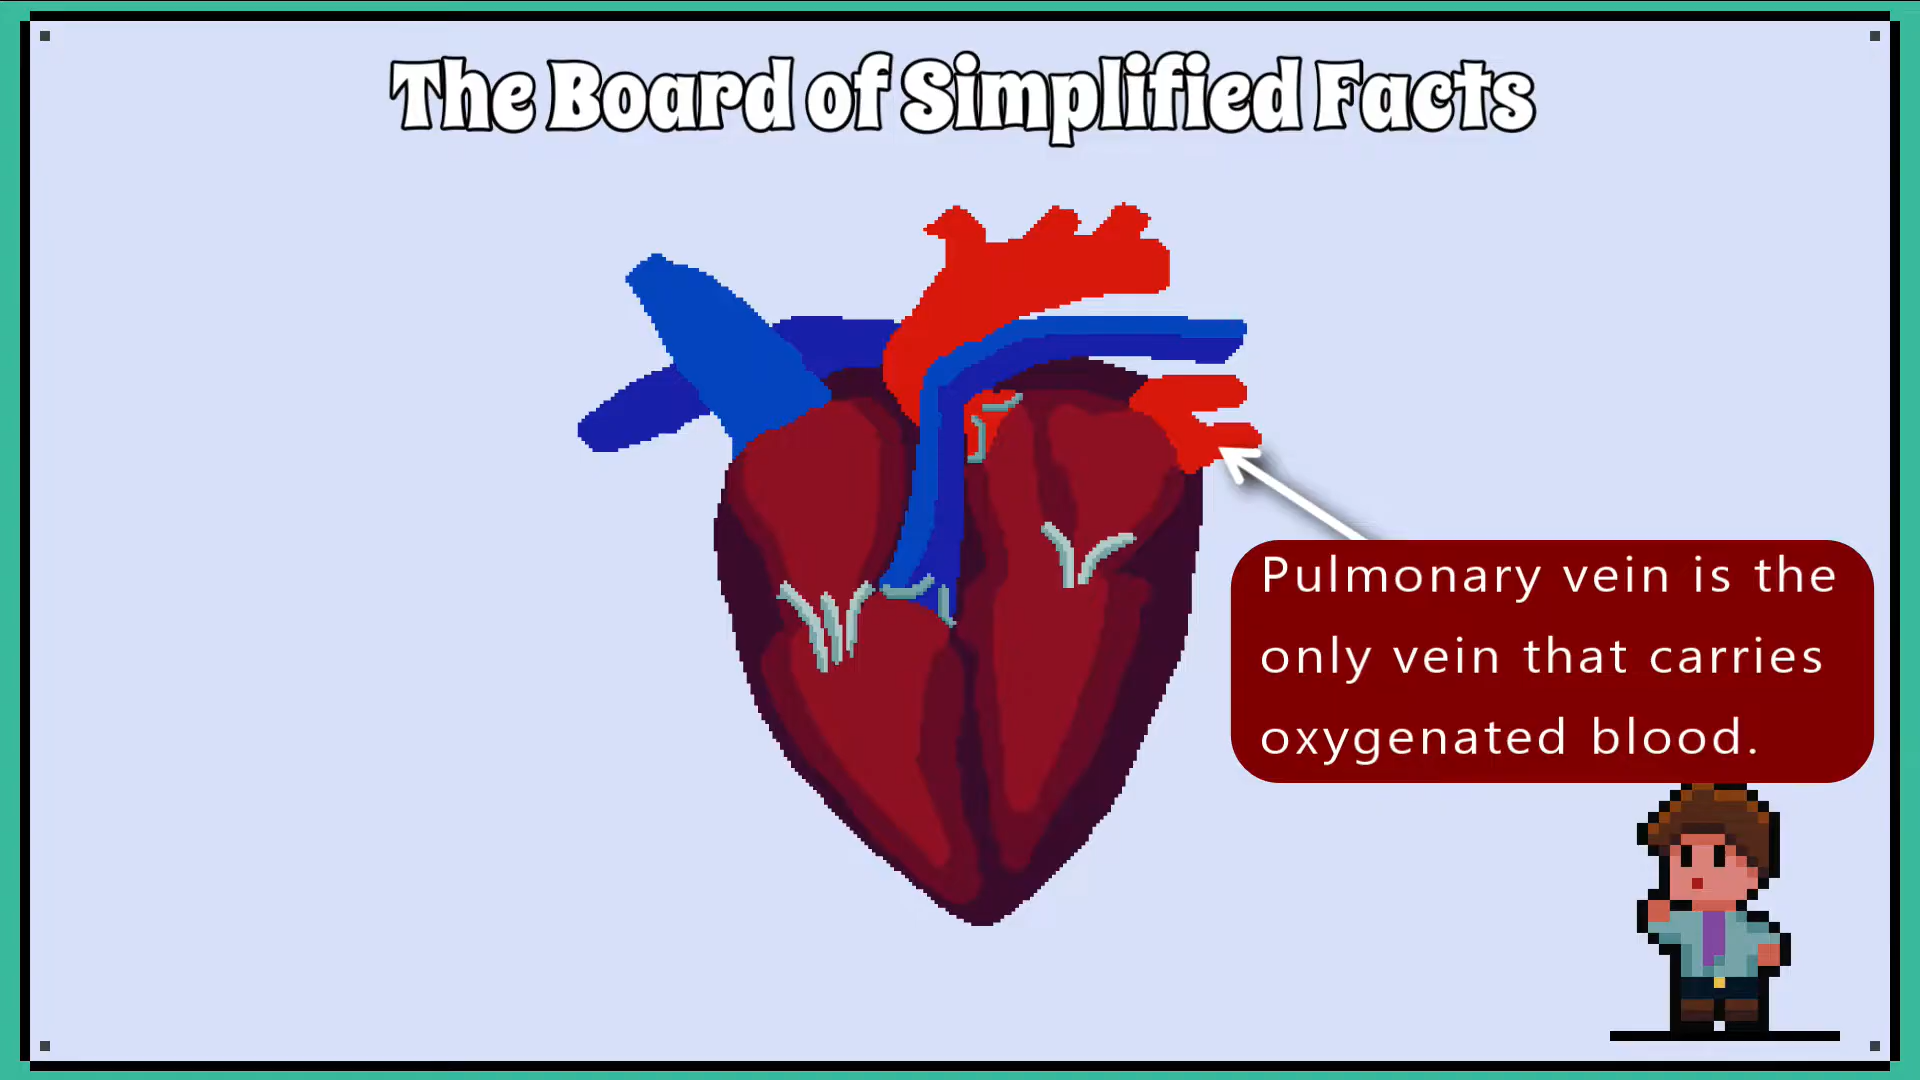 The Board of Simplified Facts
Pulmonary vein is the
only vein that carries
oxygenated blood.